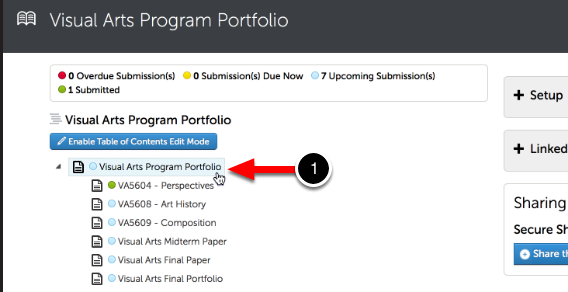 Visual Arts Program Portfolio
0 Overdue Submission(s) 0 Submission(s) Due Now 7 Upcoming Submission(s)
1 Submitted
Visual Arts Program Portfolio
Enable Table of Contents Edit Mode
Visual Arts Program Portfolio
1
VA5604 - Perspectives
VA5608 - Art History
VA5609 - Composition
Visual Arts Midterm Paper
Visual Arts Final Paper
Visual Arts Final Portfolio
+ Setup
+ Linked
Sharing
Secure Sh
Share th